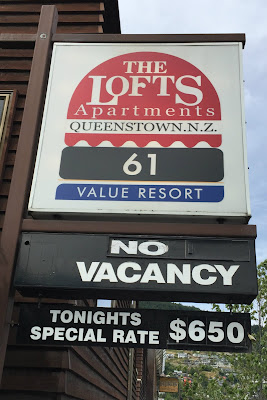 THE
LOFTS
Apartments
QUEENSTOWN.N.Z.
61
VALUE RESORT
NO
VACANCY
TONIGHTS
SPECIAL RATE $650